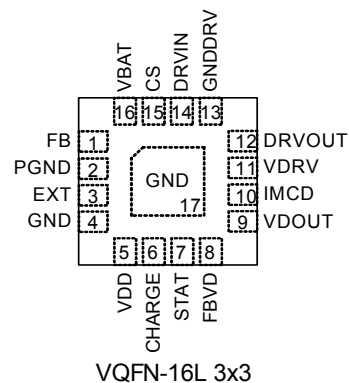 VBAT
CS
DRVIN
GNDDRV
16 15 14 13
FB 1
PGND 2
EXT 3
GND 4
12 DRVOUT
11 VDRV
10 IMCD
9 VDOUT
GND
17
5 6 7 8
VDD
CHARGE
STAT
FBVD
VQFN-16L 3x3